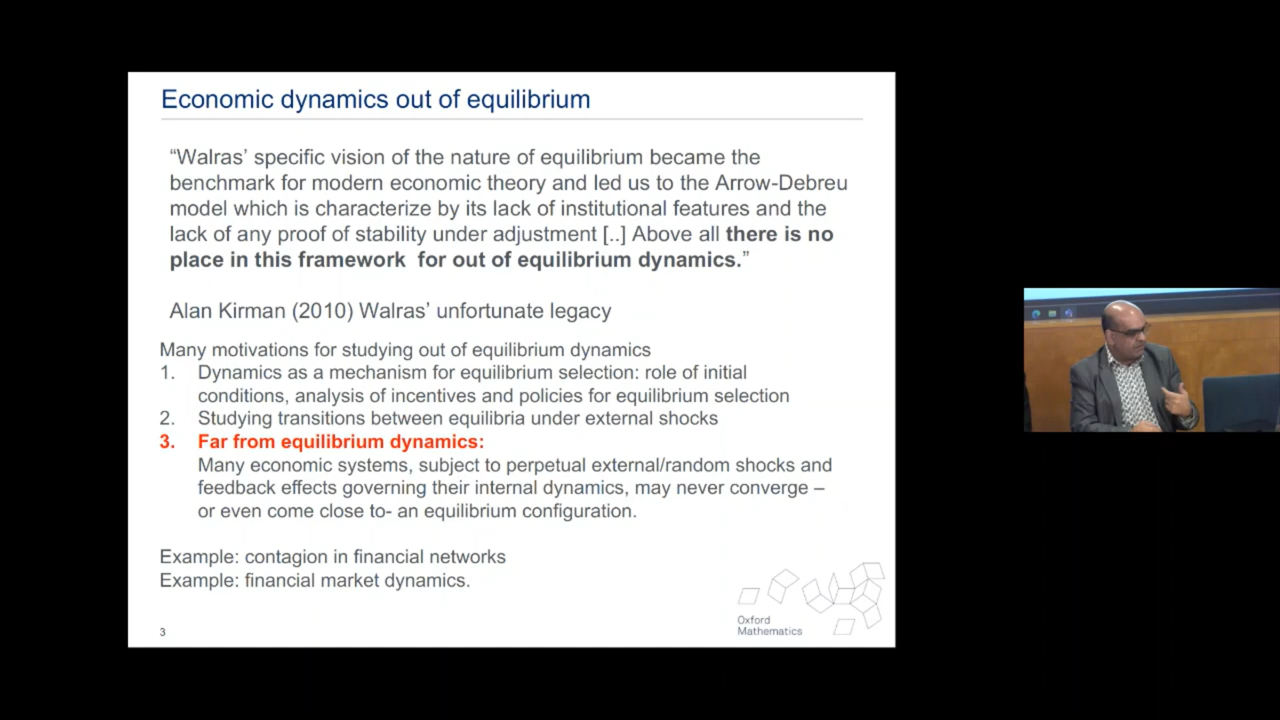 Economic dynamics out of equilibrium
“Walras’ specific vision of the nature of equilibrium became the
benchmark for modern economic theory and led us to the Arrow-Debreu
model which is characterize by its lack of institutional features and the
lack of any proof of stability under adjustment [..] Above all there is no
place in this framework for out of equilibrium dynamics.”
Alan Kirman (2010) Walras’ unfortunate legacy
Many motivations for studying out of equilibrium dynamics
1. Dynamics as a mechanism for equilibrium selection: role of initial
conditions, analysis of incentives and policies for equilibrium selection
2. Studying transitions between equilibria under external shocks
3. Far from equilibrium dynamics:
Many economic systems, subject to perpetual external/random shocks and
feedback effects governing their internal dynamics, may never converge –
or even come close to- an equilibrium configuration.
Example: contagion in financial networks
Example: financial market dynamics.
3
Oxford
Mathematics